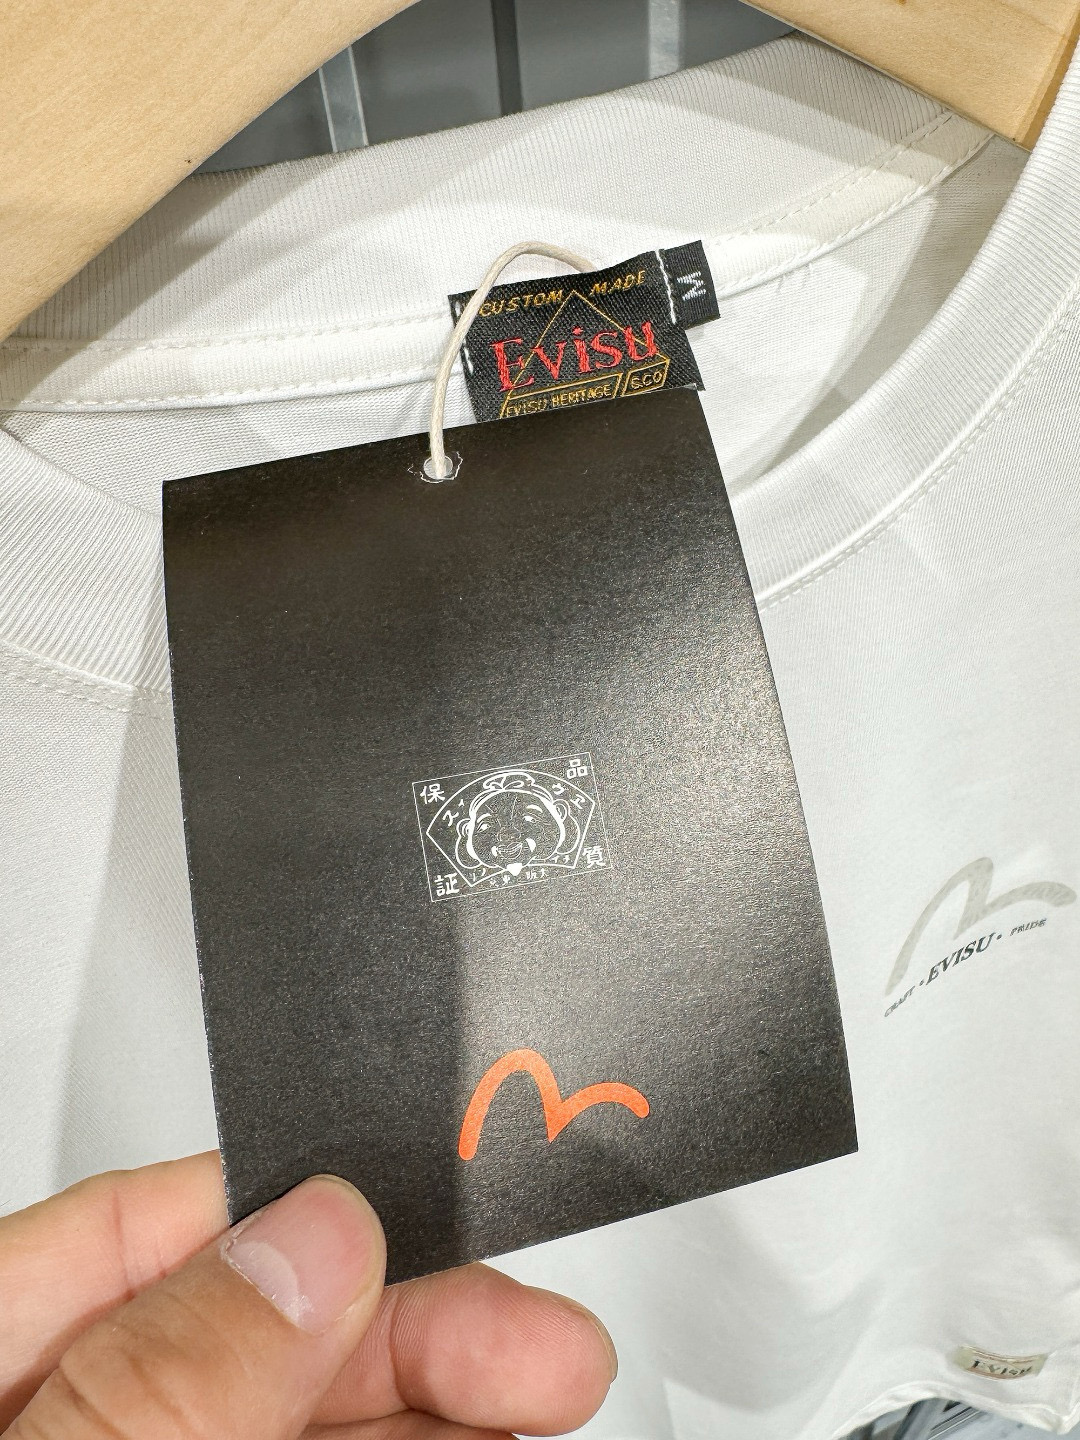 CUSTOM MADE
M
Evisu
EVISU HERITAGE S.CO
保 品
証 質
CRAFT • EVISU • PRIDE
EVISU